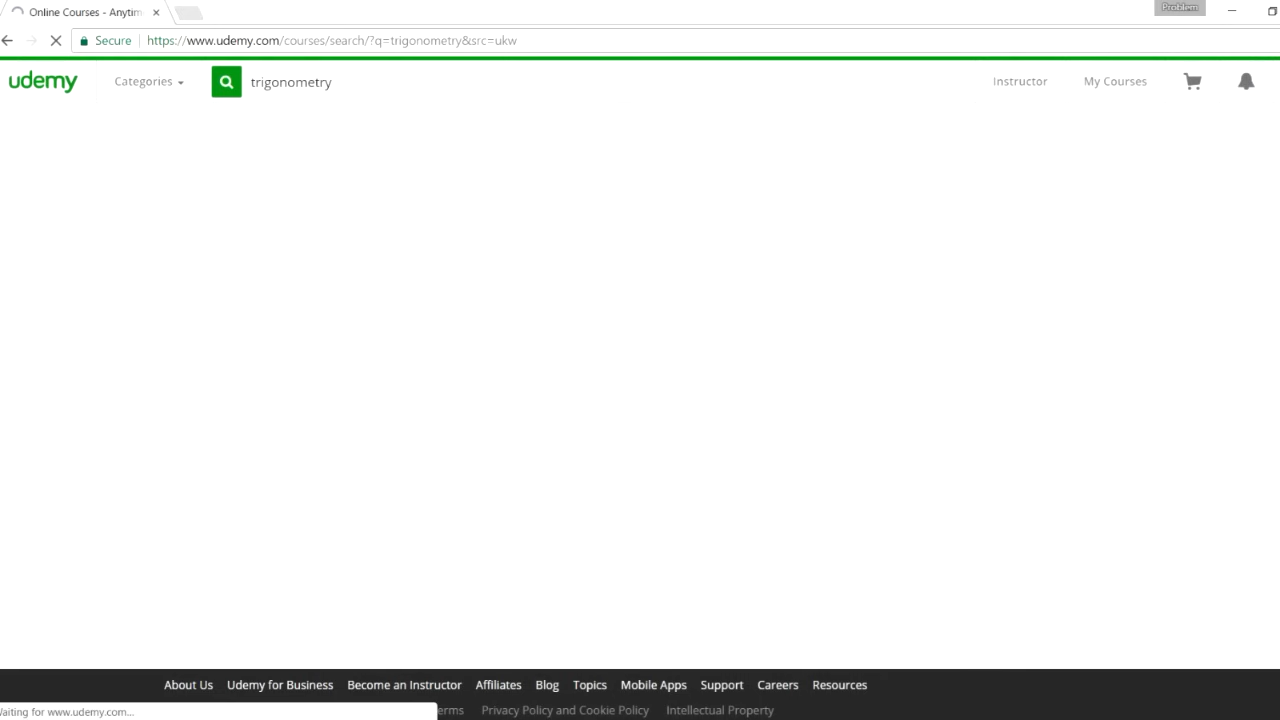 Online Courses - Anytim
Problem
Secure
https://www.udemy.com/courses/search/?q=trigonometry&src=ukw
udemy
Categories
trigonometry
Instructor
My Courses
About Us Udemy for Business Become an Instructor Affiliates Blog Topics Mobile Apps Support Careers Resources
Waiting for www.udemy.com...
erms Privacy Policy and Cookie Policy Intellectual Property